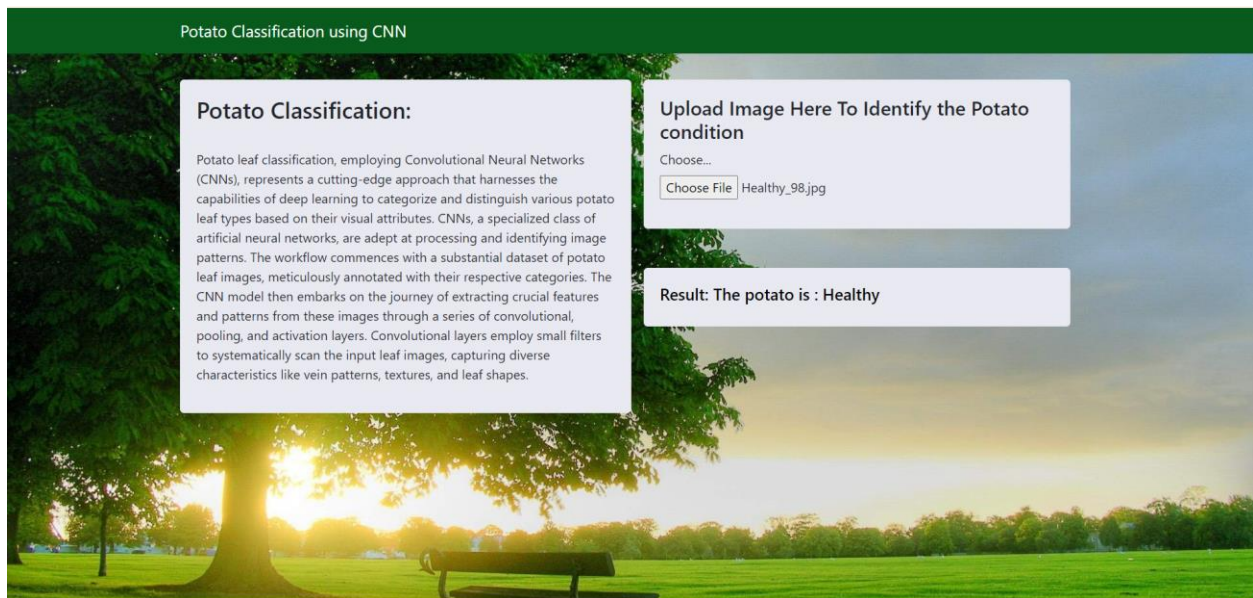 Potato Classification using CNN
Potato Classification:
Potato leaf classification, employing Convolutional Neural Networks
(CNNs), represents a cutting-edge approach that harnesses the
capabilities of deep learning to categorize and distinguish various potato
leaf types based on their visual attributes. CNNs, a specialized class of
artificial neural networks, are adept at processing and identifying image
patterns. The workflow commences with a substantial dataset of potato
leaf images, meticulously annotated with their respective categories. The
CNN model then embarks on the journey of extracting crucial features
and patterns from these images through a series of convolutional,
pooling, and activation layers. Convolutional layers employ small filters
to systematically scan the input leaf images, capturing diverse
characteristics like vein patterns, textures, and leaf shapes.
Upload Image Here To Identify the Potato
condition
Choose...
Choose File Healthy_98.jpg
Result: The potato is : Healthy